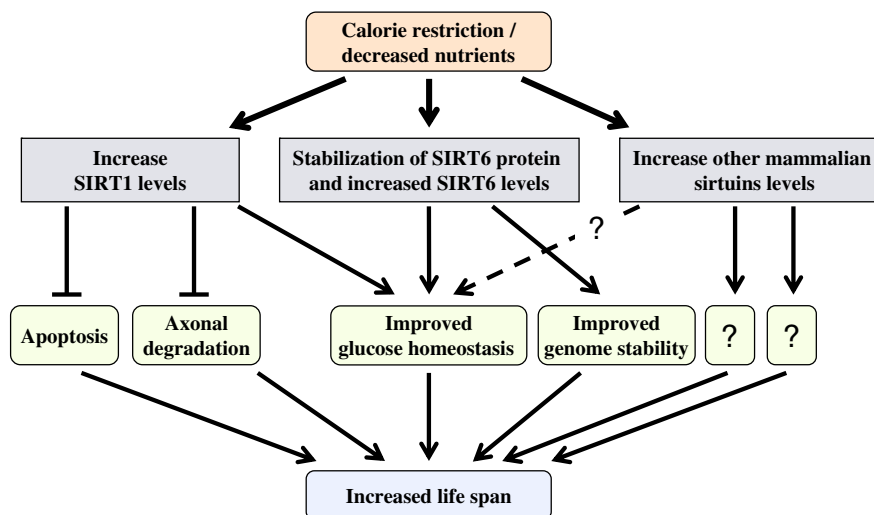 Calorie restriction /
decreased nutrients
Increase
SIRT1 levels
Stabilization of SIRT6 protein
and increased SIRT6 levels
Increase other mammalian
sirtuins levels
?
Apoptosis
Axonal
degradation
Improved
glucose homeostasis
Improved
genome stability
?
?
Increased life span